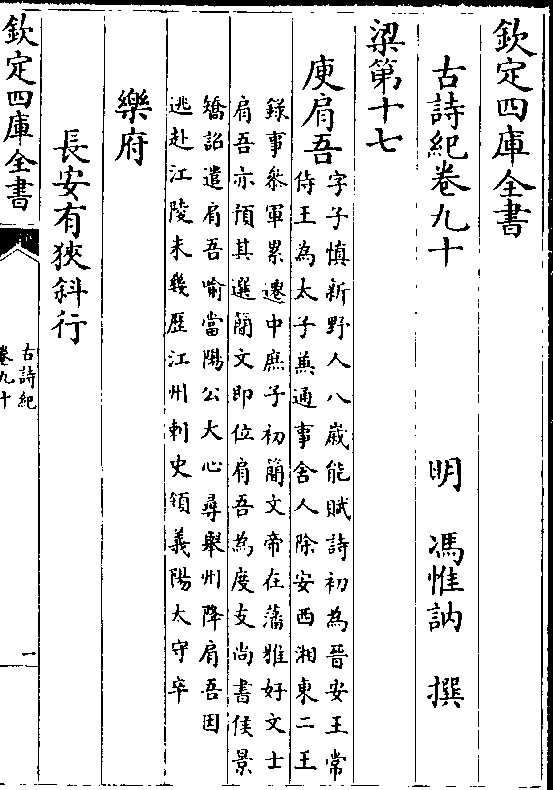 欽定四庫全書
古詩紀卷九十
明 馮惟訥 撰
梁第十七
庾肩吾
字子慎新野人八歲能賦詩初為晉安王常
侍王為太子兼通事舍人除安西湘東二王
錄事參軍累遷中庶子初簡文帝在藩雅好文士
肩吾亦預其選簡文即位肩吾為度支尚書侯景
矯詔遣肩吾喻當陽公大心尋舉州降肩吾因
逃赴江陵未幾歷江州刺史領義陽太守卒
樂府
長安有狹斜行
欽定四庫全書
古詩紀
卷九十
一